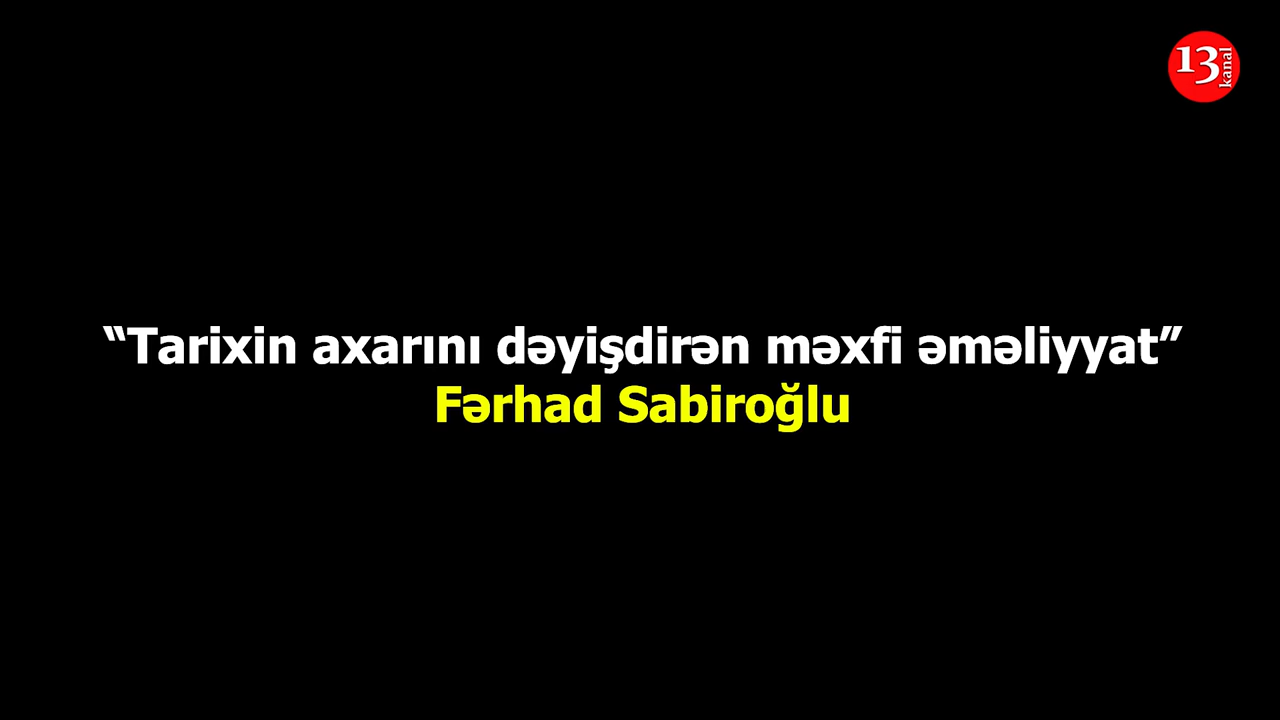 13 kanal
“Tarixin axarını dəyişdirən məxfi əməliyyat”
Fərhad Sabiroğlu